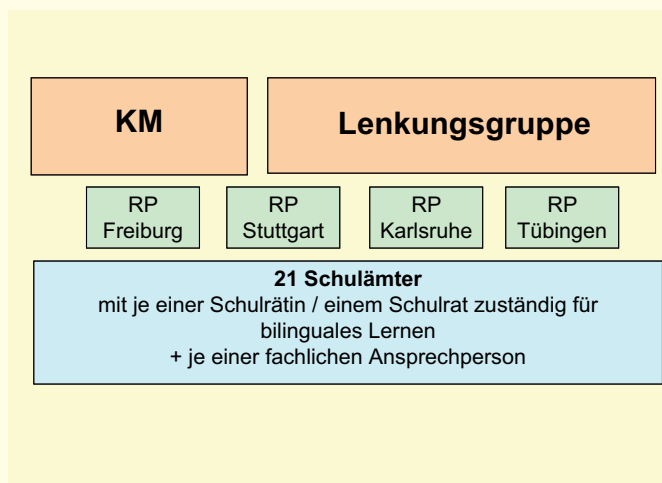 KM
Lenkungsgruppe
RP
Freiburg
RP
Stuttgart
RP
Karlsruhe
RP
Tübingen
21 Schulämter
mit je einer Schulrätin / einem Schulrat zuständig für
bilinguales Lernen
+ je einer fachlichen Ansprechperson